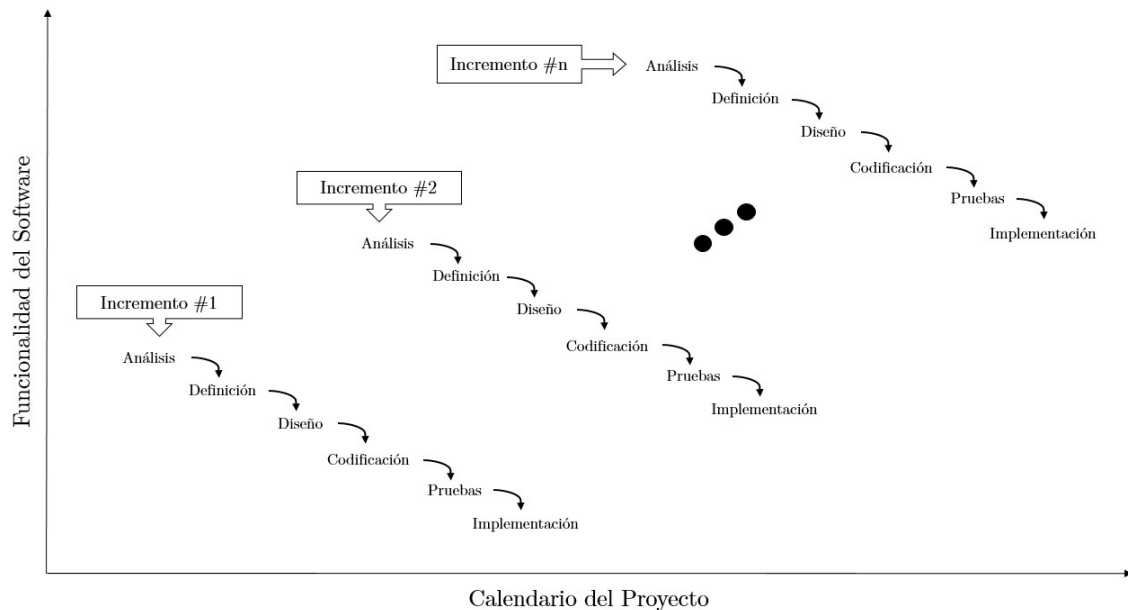 Incremento #n
Análisis
Definición
Diseño
Codificación
Pruebas
Implementación
Incremento #2
Análisis
Definición
Diseño
Codificación
Pruebas
Implementación
Incremento #1
Análisis
Definición
Diseño
Codificación
Pruebas
Implementación
Funcionalidad del Software
Calendario del Proyecto